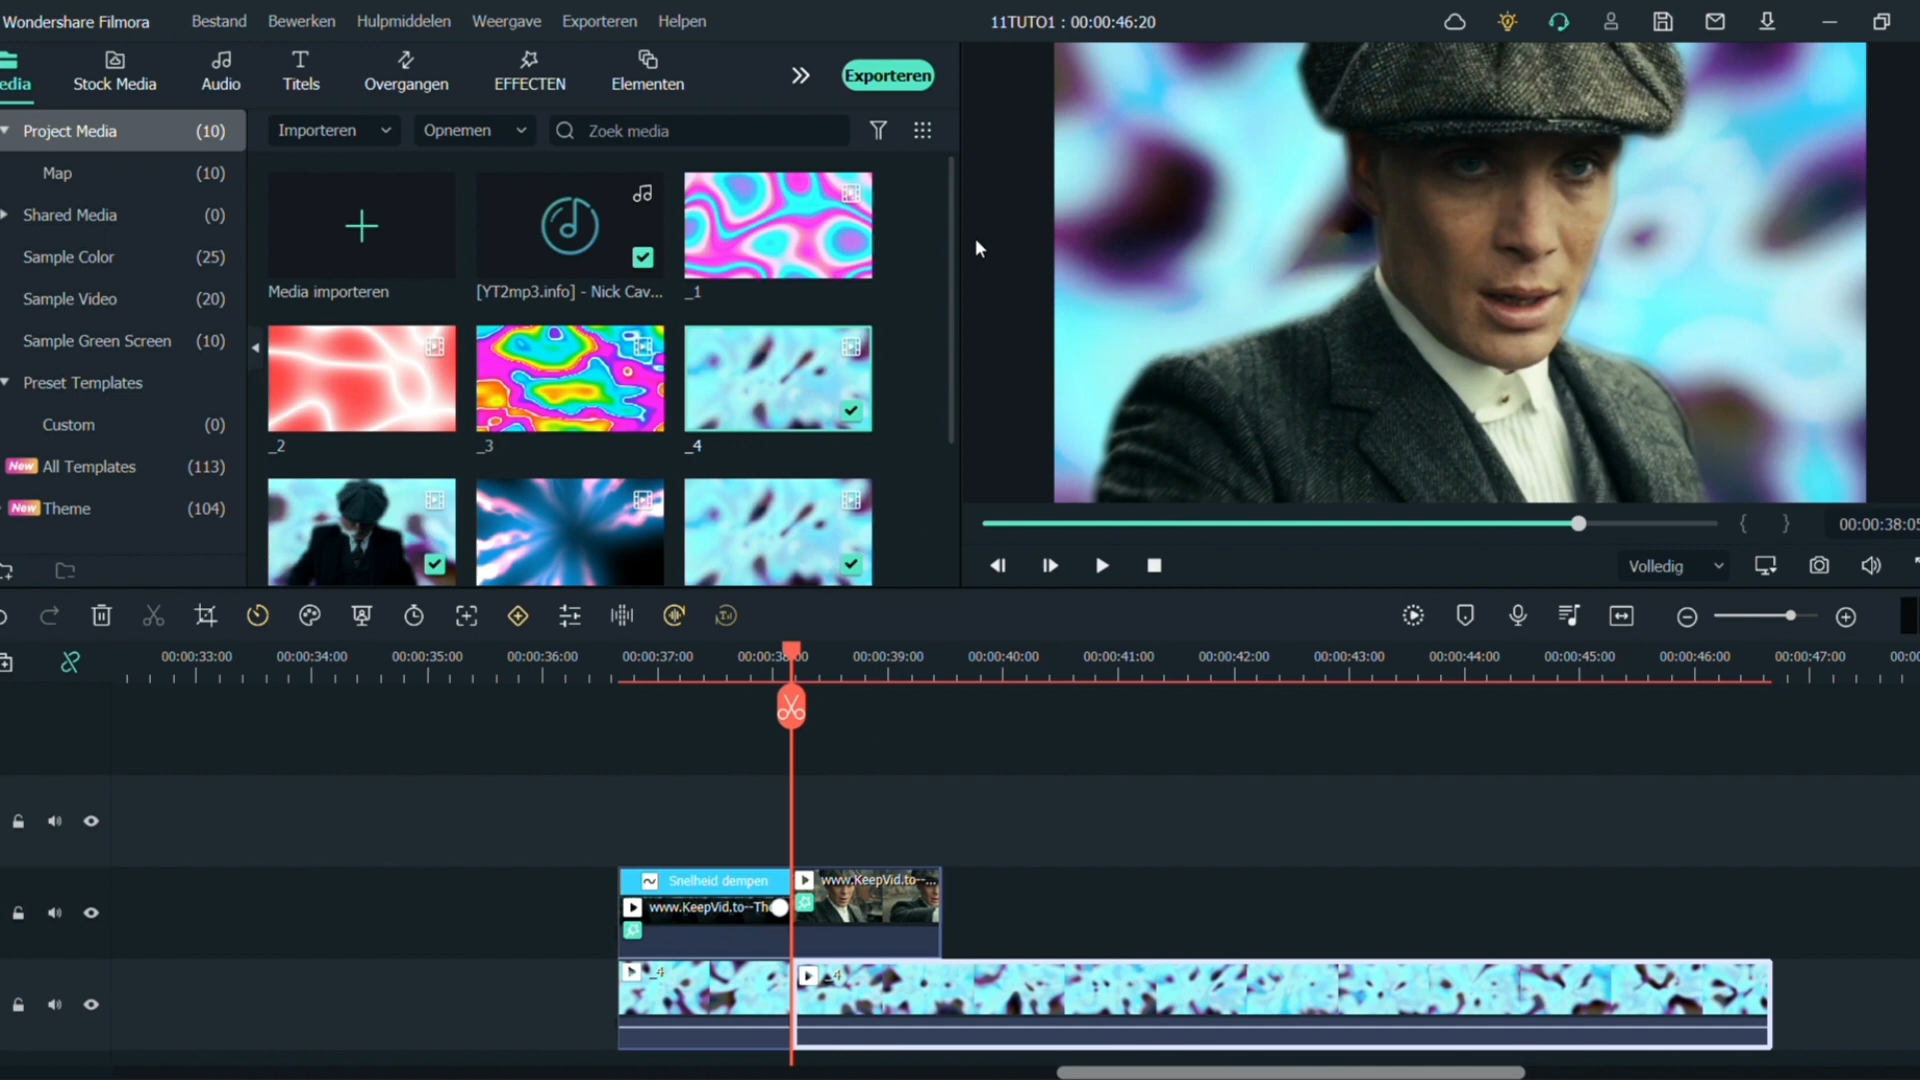 Wondershare Filmora Bestand Bewerken Hulpmiddelen Weergave Exporteren Helpen 11TUTO1 : 00:00:46:20
edia Stock Media Audio Titels Overgangen EFFECTEN Elementen Exporteren
Project Media (10) Importeren Opnemen Zoek media
Map (10)
Shared Media (0)
Sample Color (25)
Sample Video (20)
Sample Green Screen (10)
Preset Templates
Custom (0)
New All Templates (113)
New Theme (104)
Media importeren [YT2mp3.info] - Nick Cav... _1
_2 _3 _4
00:00:38:05
Volledig
00:00:33:00 00:00:34:00 00:00:35:00 00:00:36:00 00:00:37:00 00:00:38:00 00:00:39:00 00:00:40:00 00:00:41:00 00:00:42:00 00:00:43:00 00:00:44:00 00:00:45:00 00:00:46:00 00:00:47:00 00:00
Snelheid dempen www.KeepVid.to--...
www.KeepVid.to--Th
_4 _4